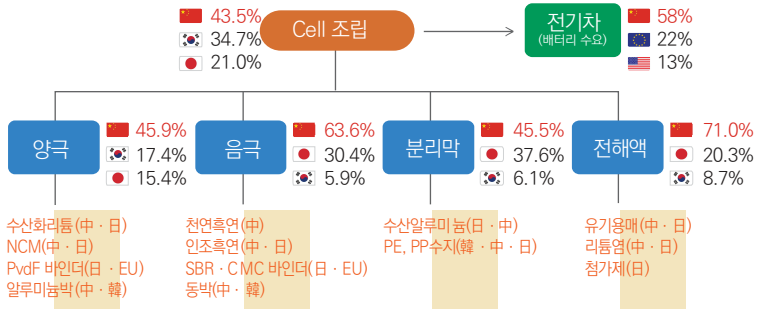 43.5%
34.7%
21.0%
Cell 조립
전기차
(배터리 수요)
58%
22%
13%
양극
45.9%
17.4%
15.4%
음극
63.6%
30.4%
5.9%
분리막
45.5%
37.6%
6.1%
전해액
71.0%
20.3%
8.7%
수산화리튬(中 · 日)
NCM(中 · 日)
PvdF 바인더(日 · EU)
알루미늄박(中 · 韓)
천연흑연(中)
인조흑연(中 · 日)
SBR · CMC 바인더(日 · EU)
동박(中 · 韓)
수산알루미늄(日 · 中)
PE, PP수지(韓 · 中 · 日)
유기용매(中 · 日)
리튬염(中 · 日)
첨가제(日)